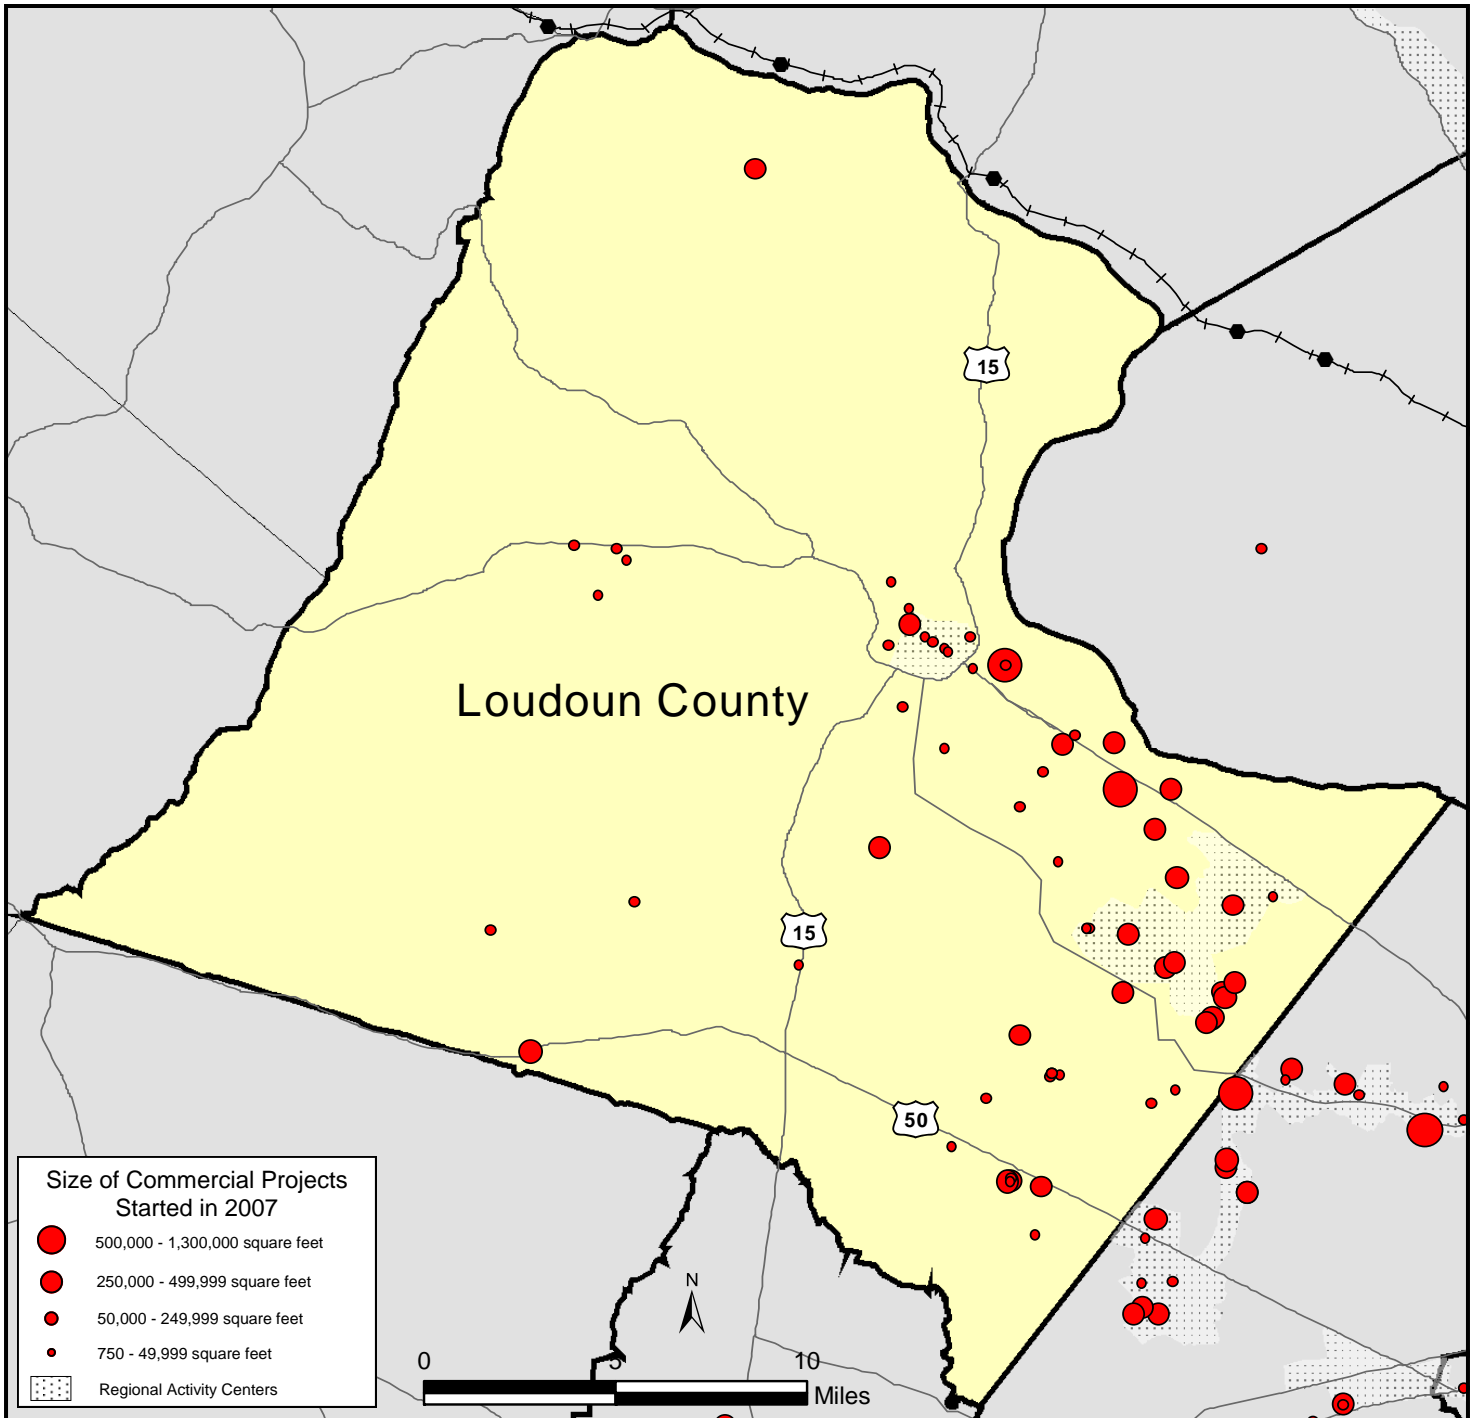 15
Loudoun County
15
50
Size of Commercial Projects
Started in 2007
500,000 - 1,300,000 square feet
250,000 - 499,999 square feet
50,000 - 249,999 square feet
750 - 49,999 square feet
Regional Activity Centers
N
0 5 10
Miles